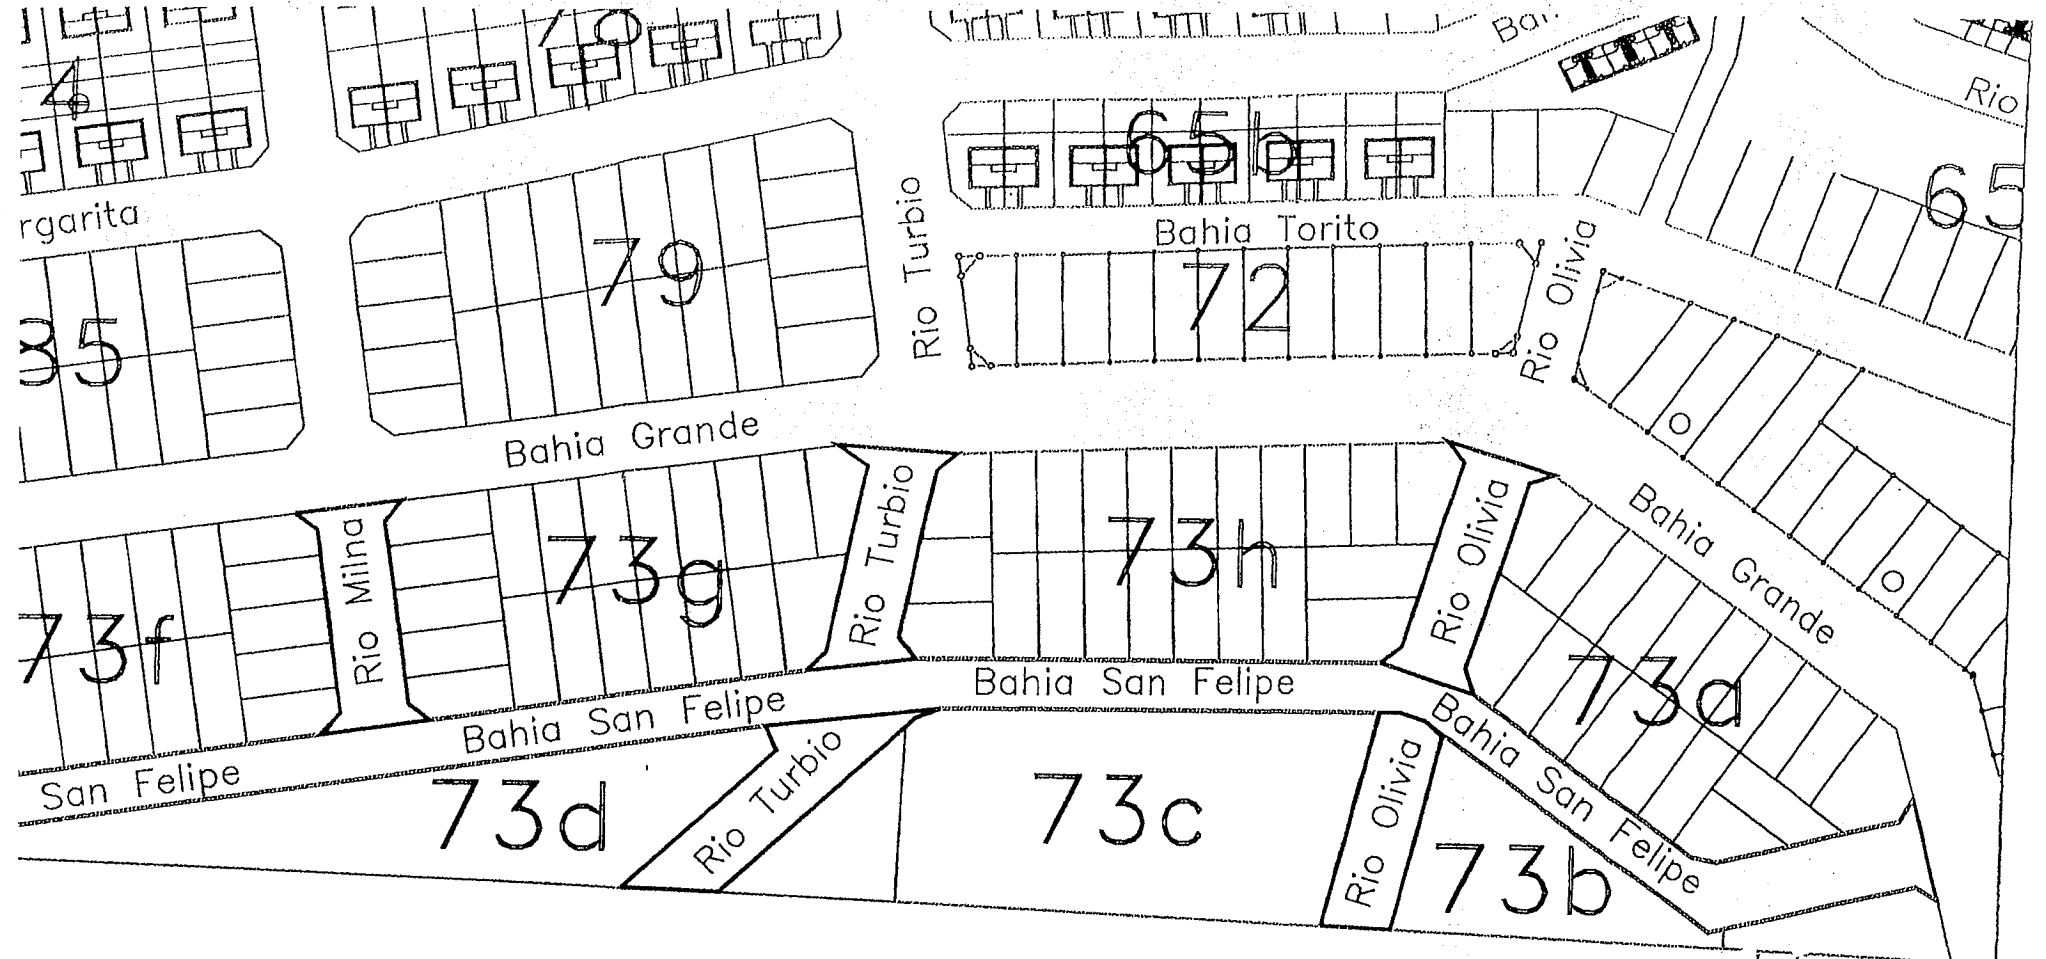 Rio
4
65b
65
rgarita
Rio Turbio
Bahia Torito
Rio Olivia
79
72
85
Bahia Grande
Rio Milna
Rio Turbio
Rio Olivia
Bahia Grande
73f
73g
73h
73a
Bahia San Felipe
Bahia San Felipe
Bahia San Felipe
San Felipe
73d
Rio Turbio
73c
Rio Olivia
73b